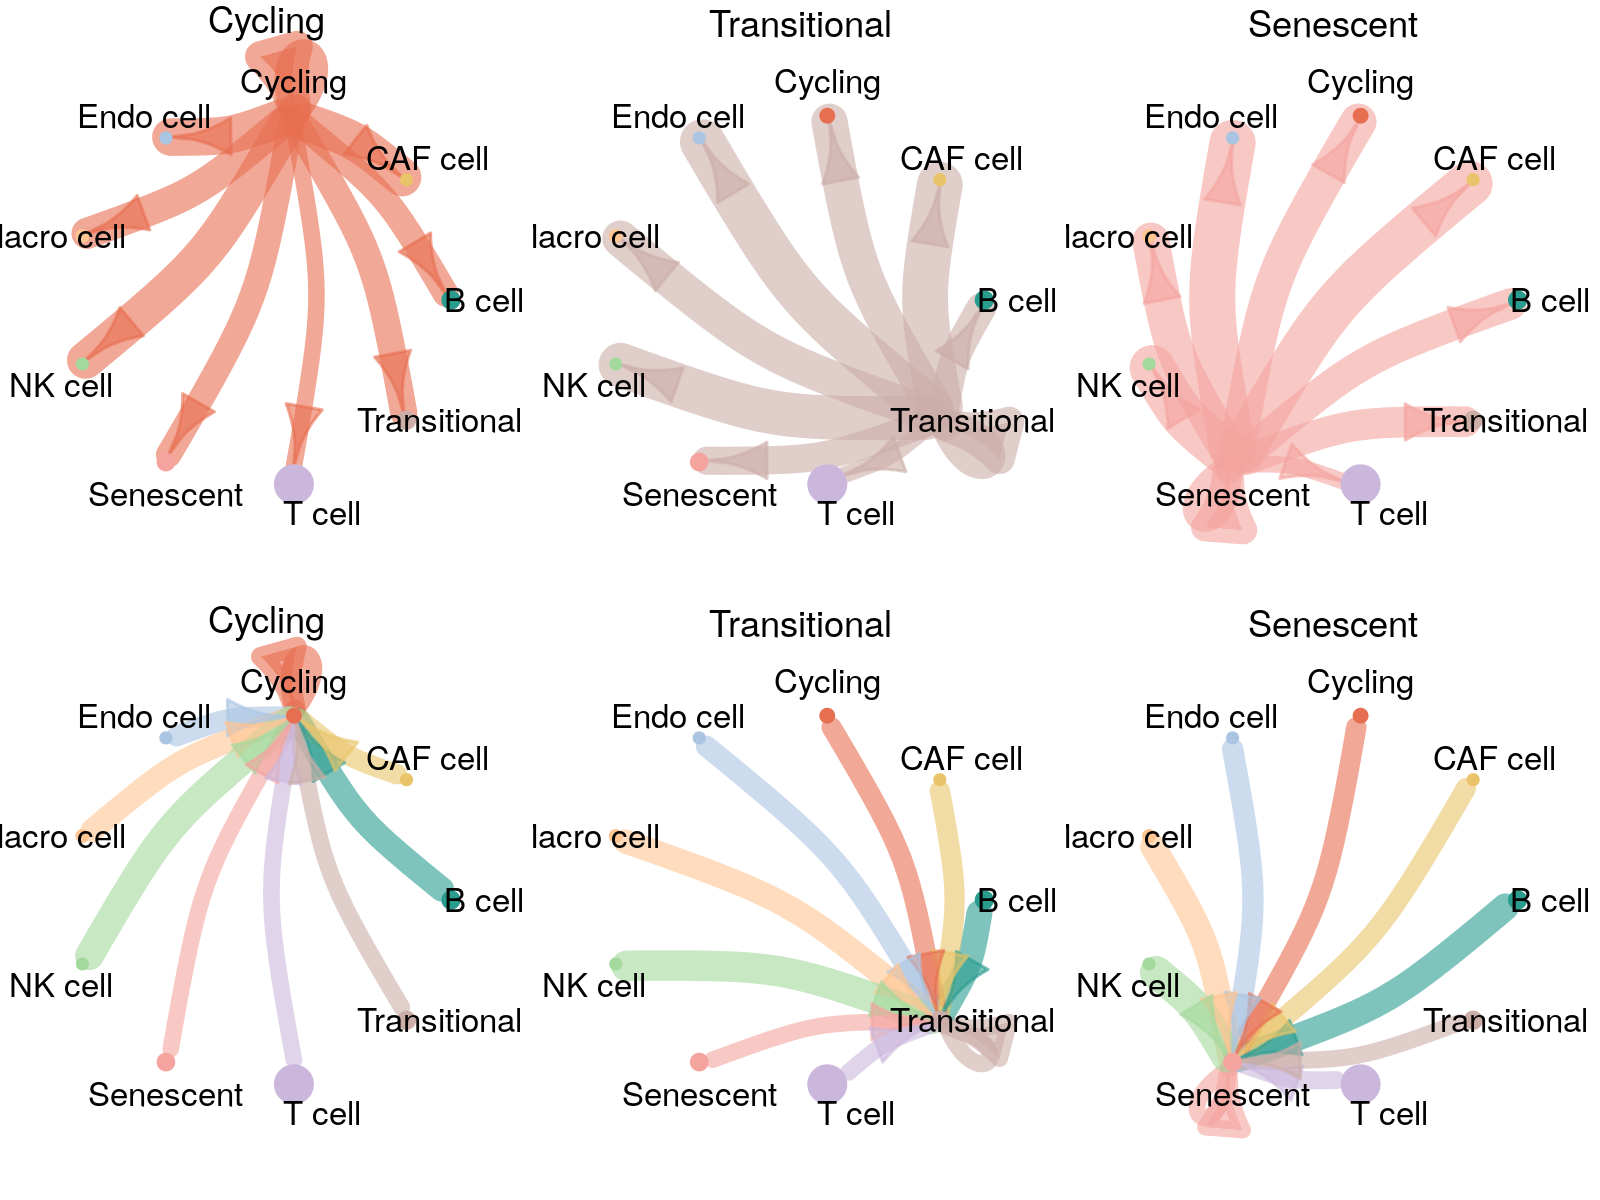 Cycling
Cycling
Endo cell
CAF cell
lacro cell
B cell
NK cell
Transitional
Senescent
T cell
Transitional
Cycling
Endo cell
CAF cell
lacro cell
B cell
NK cell
Transitional
Senescent
T cell
Senescent
Cycling
Endo cell
CAF cell
lacro cell
B cell
NK cell
Transitional
Senescent
T cell
Cycling
Cycling
Endo cell
CAF cell
lacro cell
B cell
NK cell
Transitional
Senescent
T cell
Transitional
Cycling
Endo cell
CAF cell
lacro cell
B cell
NK cell
Transitional
Senescent
T cell
Senescent
Cycling
Endo cell
CAF cell
lacro cell
B cell
NK cell
Transitional
Senescent
T cell